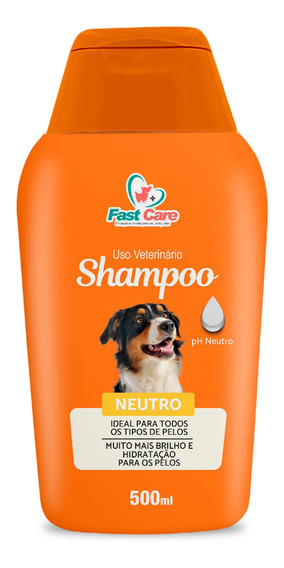 Fast Care
Uso Veterinário
Shampoo
pH Neutro
NEUTRO
IDEAL PARA TODOS
OS TIPOS DE PELOS
MUITO MAIS BRILHO E
HIDRATAÇÃO
PARA OS PÊLOS
500ml